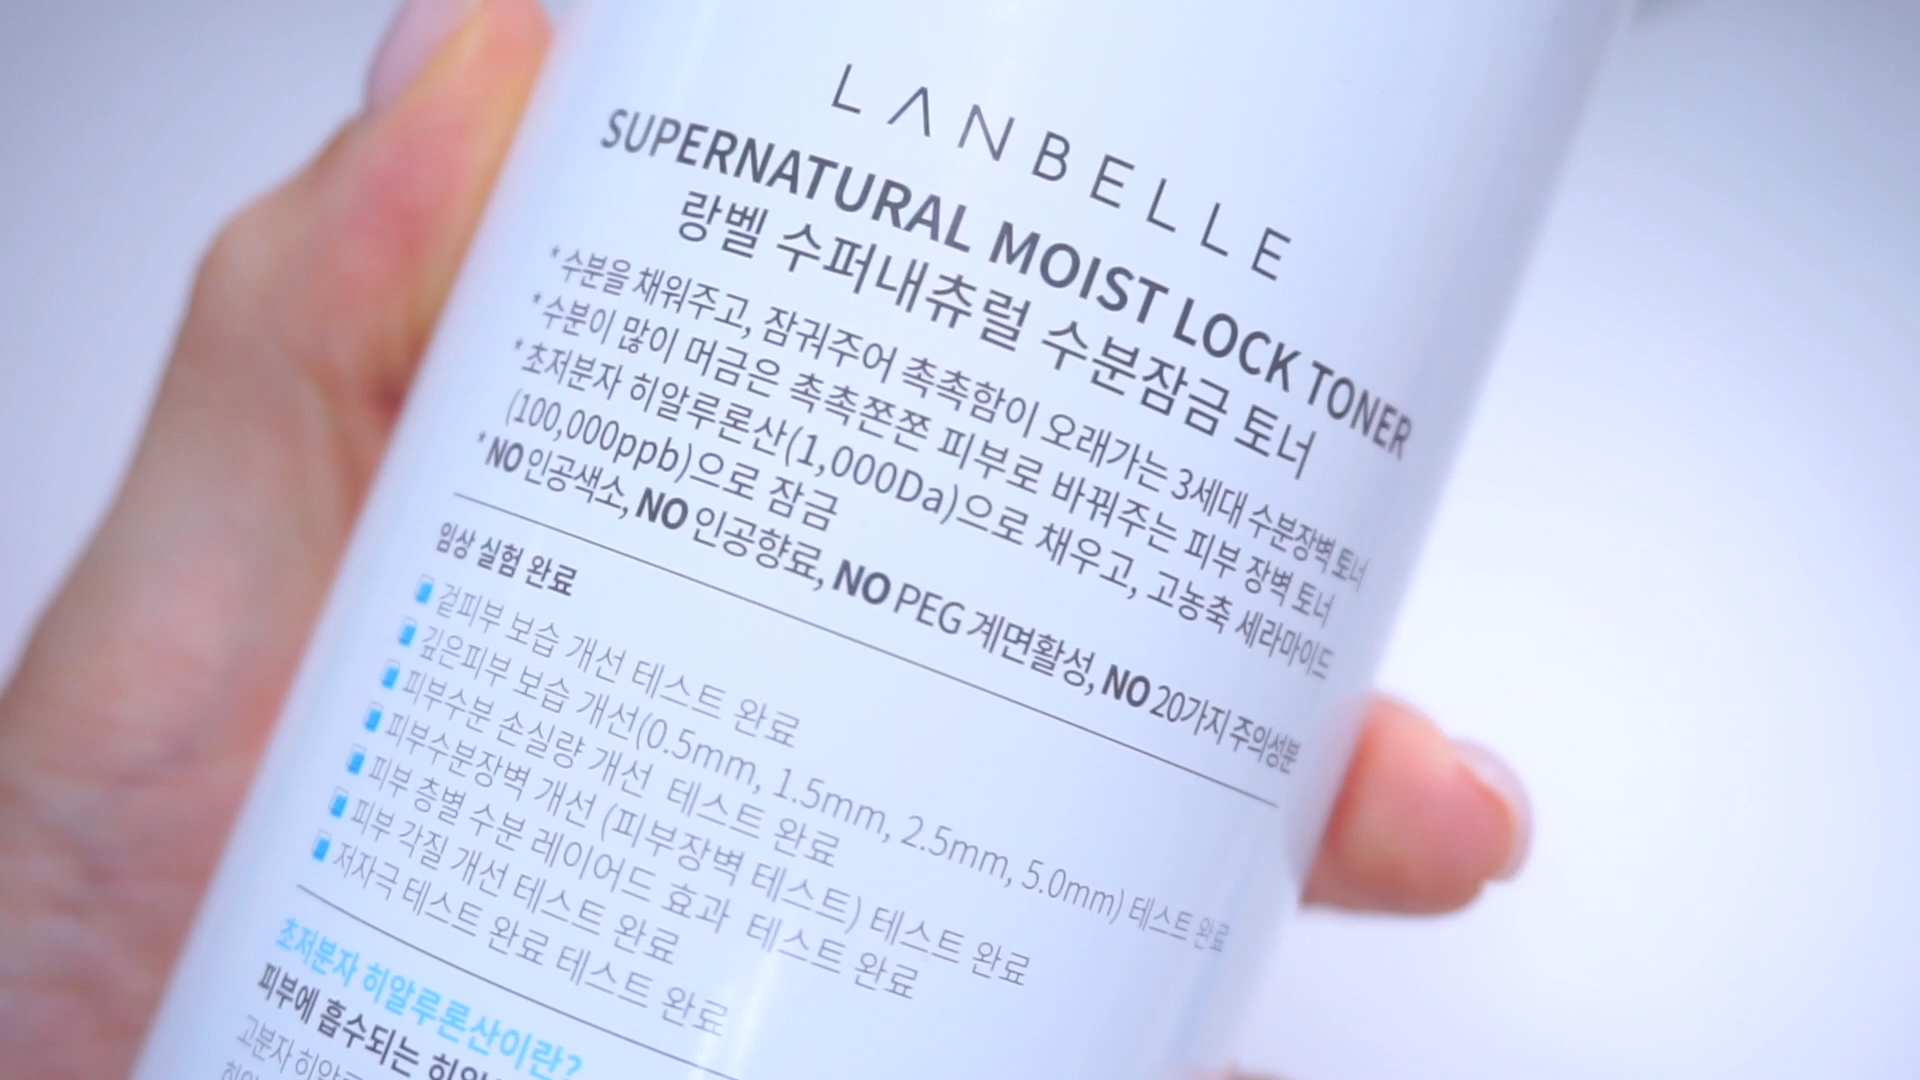 LANBELLE
SUPERNATURAL MOIST LOCK TONER
랑벨 수퍼내츄럴 수분잠금 토너
* 수분을 채워주고, 잠궈주어 촉촉함이 오래가는 3세대 수분장벽 토너
* 수분이 많이 머금은 촉촉쫀쫀 피부로 바꿔주는 피부 장벽 토너
* 초저분자 히알루론산(1,000Da)으로 채우고, 고농축 세라마이드
(100,000ppb)으로 잠금
* NO 인공색소, NO 인공향료, NO PEG 계면활성, NO 20가지 주의성분
임상 실험 완료
겉피부 보습 개선 테스트 완료
깊은피부 보습 개선(0.5mm, 1.5mm, 2.5mm, 5.0mm) 테스트 완료
피부수분 손실량 개선 테스트 완료
피부수분장벽 개선 (피부장벽 테스트) 테스트 완료
피부 층별 수분 레이어드 효과 테스트 완료
피부 각질 개선 테스트 완료
저자극 테스트 완료 테스트 완료
초저분자 히알루론산이란?
피부에 흡수되는
고분자